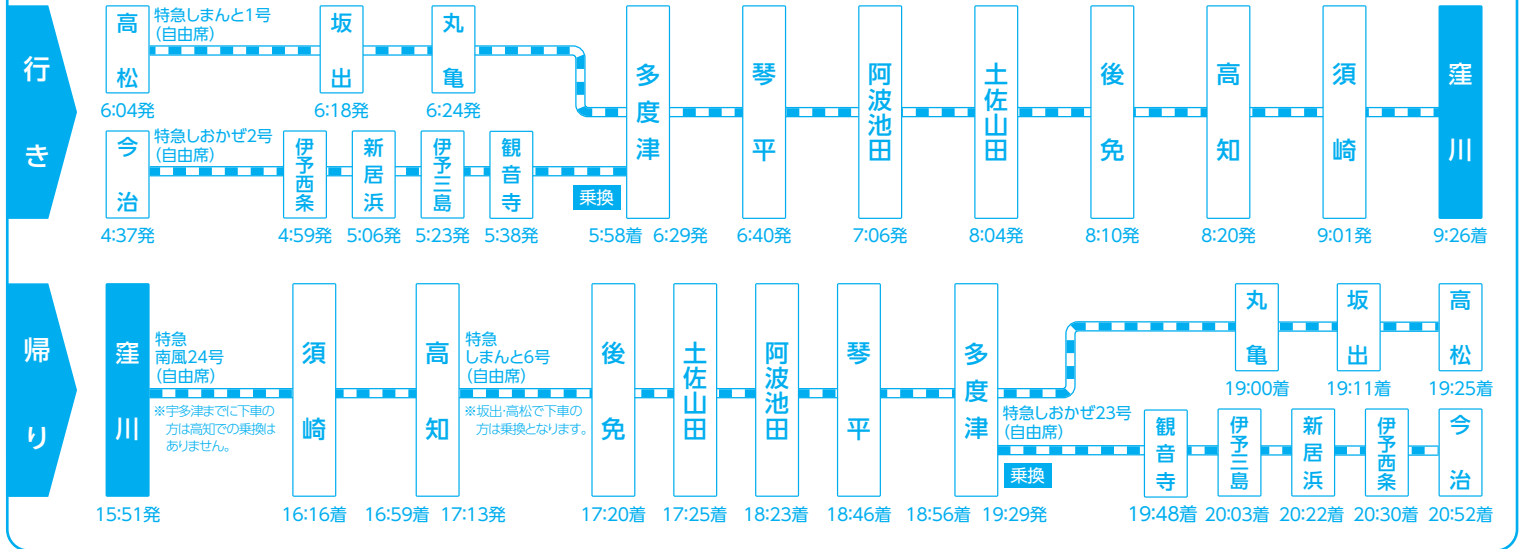 行き
高松
特急しまんと1号
(自由席)
坂出
丸亀
6:04発
6:18発
6:24発
今治
特急しおかぜ2号
(自由席)
伊予西条
新居浜
伊予三島
観音寺
乗換
多度津
琴平
阿波池田
土佐山田
後免
高知
須崎
窪川
4:37発
4:59発
5:06発
5:23発
5:38発
5:58着
6:29発
6:40発
7:06発
8:04発
8:10発
8:20発
9:01発
9:26着
帰り
窪川
特急
南風24号
(自由席)
※宇多津までに下車の
方は高知での乗換は
ありません。
須崎
高知
特急
しまんと6号
(自由席)
※坂出・高松で下車の
方は乗換となります。
後免
土佐山田
阿波池田
琴平
多度津
丸亀
坂出
高松
19:00着
19:11着
19:25着
特急しおかぜ23号
(自由席)
乗換
観音寺
伊予三島
新居浜
伊予西条
今治
15:51発
16:16着
16:59着
17:13発
17:20着
17:25着
18:23着
18:46着
18:56着
19:29発
19:48着
20:03着
20:22着
20:30着
20:52着